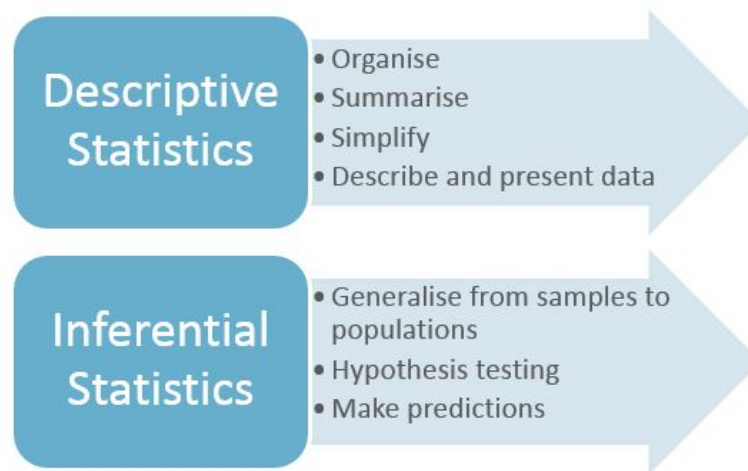 Descriptive
Statistics
• Organise
• Summarise
• Simplify
• Describe and present data
Inferential
Statistics
• Generalise from samples to
populations
• Hypothesis testing
• Make predictions